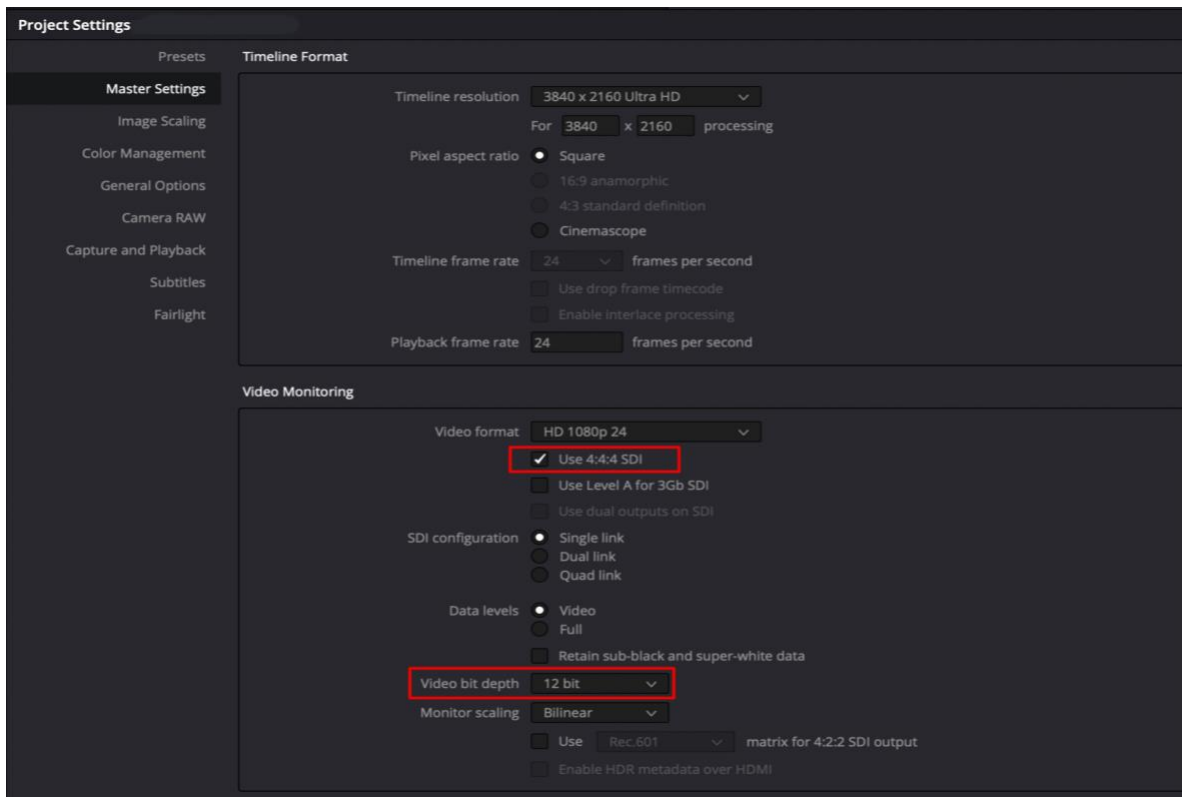 Project Settings
Presets
Master Settings
Image Scaling
Color Management
General Options
Camera RAW
Capture and Playback
Subtitles
Fairlight
Timeline Format
Timeline resolution 3840 x 2160 Ultra HD
For 3840 x 2160 processing
Pixel aspect ratio Square
16:9 anamorphic
4:3 standard definition
Cinemascope
Timeline frame rate 24 frames per second
Use drop frame timecode
Enable interlace processing
Playback frame rate 24 frames per second
Video Monitoring
Video format HD 1080p 24
Use 4:4:4 SDI
Use Level A for 3Gb SDI
Use dual outputs on SDI
SDI configuration Single link
Dual link
Quad link
Data levels Video
Full
Retain sub-black and super-white data
Video bit depth 12 bit
Monitor scaling Bilinear
Use Rec.601 matrix for 4:2:2 SDI output
Enable HDR metadata over HDMI